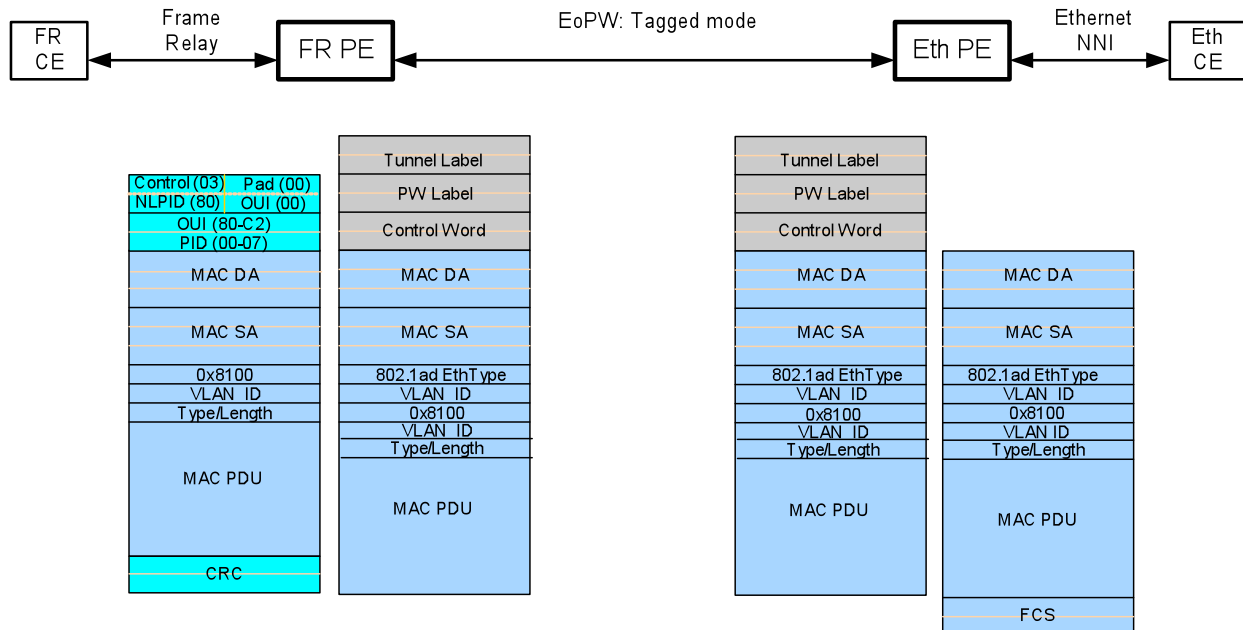 FR
CE
Frame
Relay
FR PE
EoPW: Tagged mode
Eth PE
Ethernet
NNI
Eth
CE
Control (03) Pad (00)
NLPID (80) OUI (00)
OUI (80-C2)
PID (00-07)
MAC DA
MAC SA
0x8100
VLAN ID
Type/Length
MAC PDU
CRC
Tunnel Label
PW Label
Control Word
MAC DA
MAC SA
802.1ad EthType
VLAN ID
0x8100
VLAN ID
Type/Length
MAC PDU
Tunnel Label
PW Label
Control Word
MAC DA
MAC SA
802.1ad EthType
VLAN ID
0x8100
VLAN ID
Type/Length
MAC PDU
MAC DA
MAC SA
802.1ad EthType
VLAN ID
0x8100
VLAN ID
Type/Length
MAC PDU
FCS